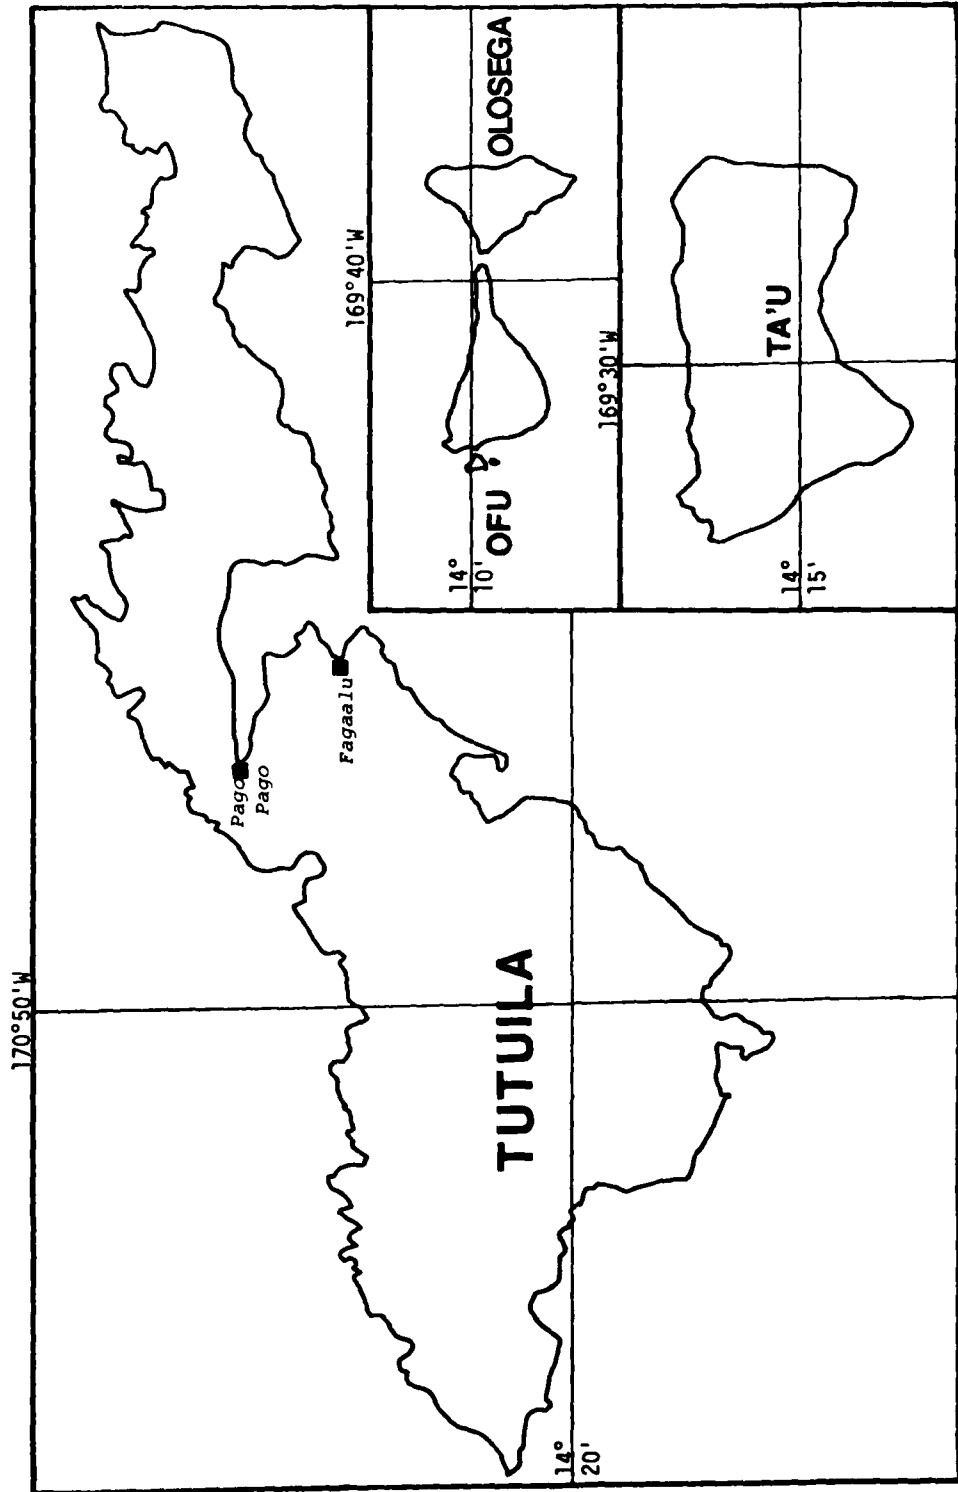 170°50'W
TUTUILA
14°
20'
Pago
Pago
Fagaalu
169°40'W
OLOSEGA
OFU
14°
10'
169°30'W
TA'U
14°
15'